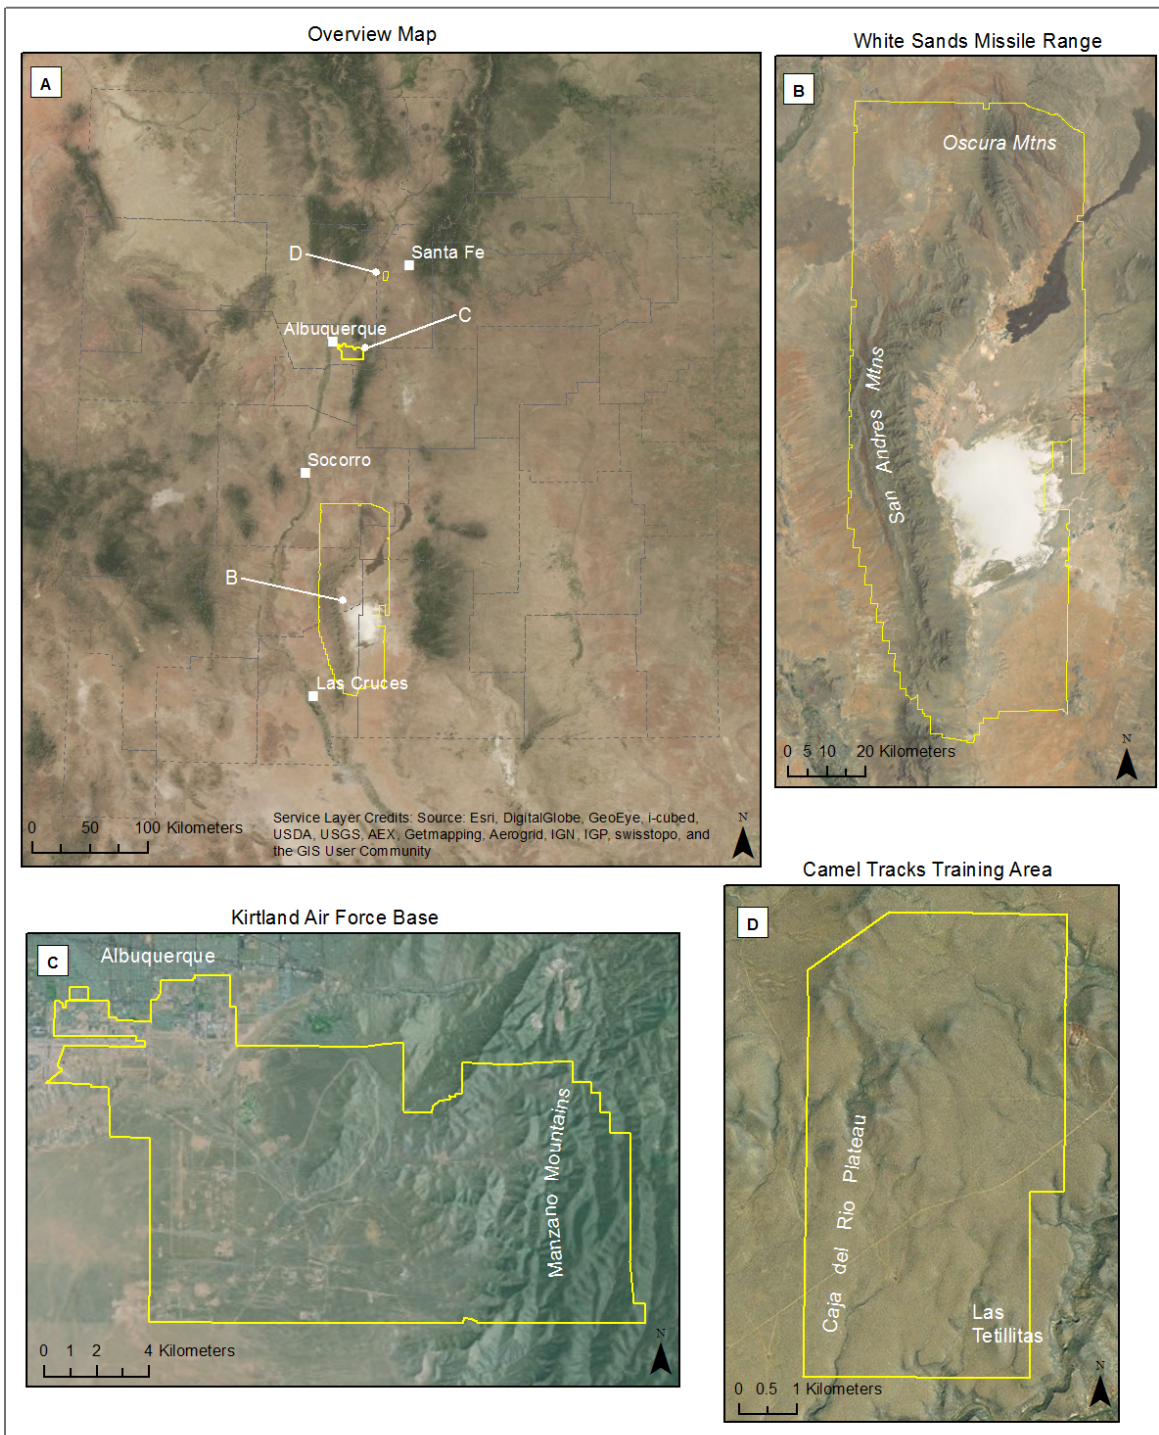 Overview Map
A
Santa Fe
D
C
Albuquerque
Socorro
B
Las Cruces
0 50 100 Kilometers
Service Layer Credits: Source: Esri, DigitalGlobe, GeoEye, i-cubed,
USDA, USGS, AEX, Getmapping, Aerogrid, IGN, IGP, swisstopo, and
the GIS User Community
N
White Sands Missile Range
B
Oscura Mtns
San Andres Mtns
0 5 10 20 Kilometers
N
Kirtland Air Force Base
C
Albuquerque
Manzano Mountains
0 1 2 4 Kilometers
N
Camel Tracks Training Area
D
Caja del Rio Plateau
Las
Tetillitas
0 0.5 1 Kilometers
N